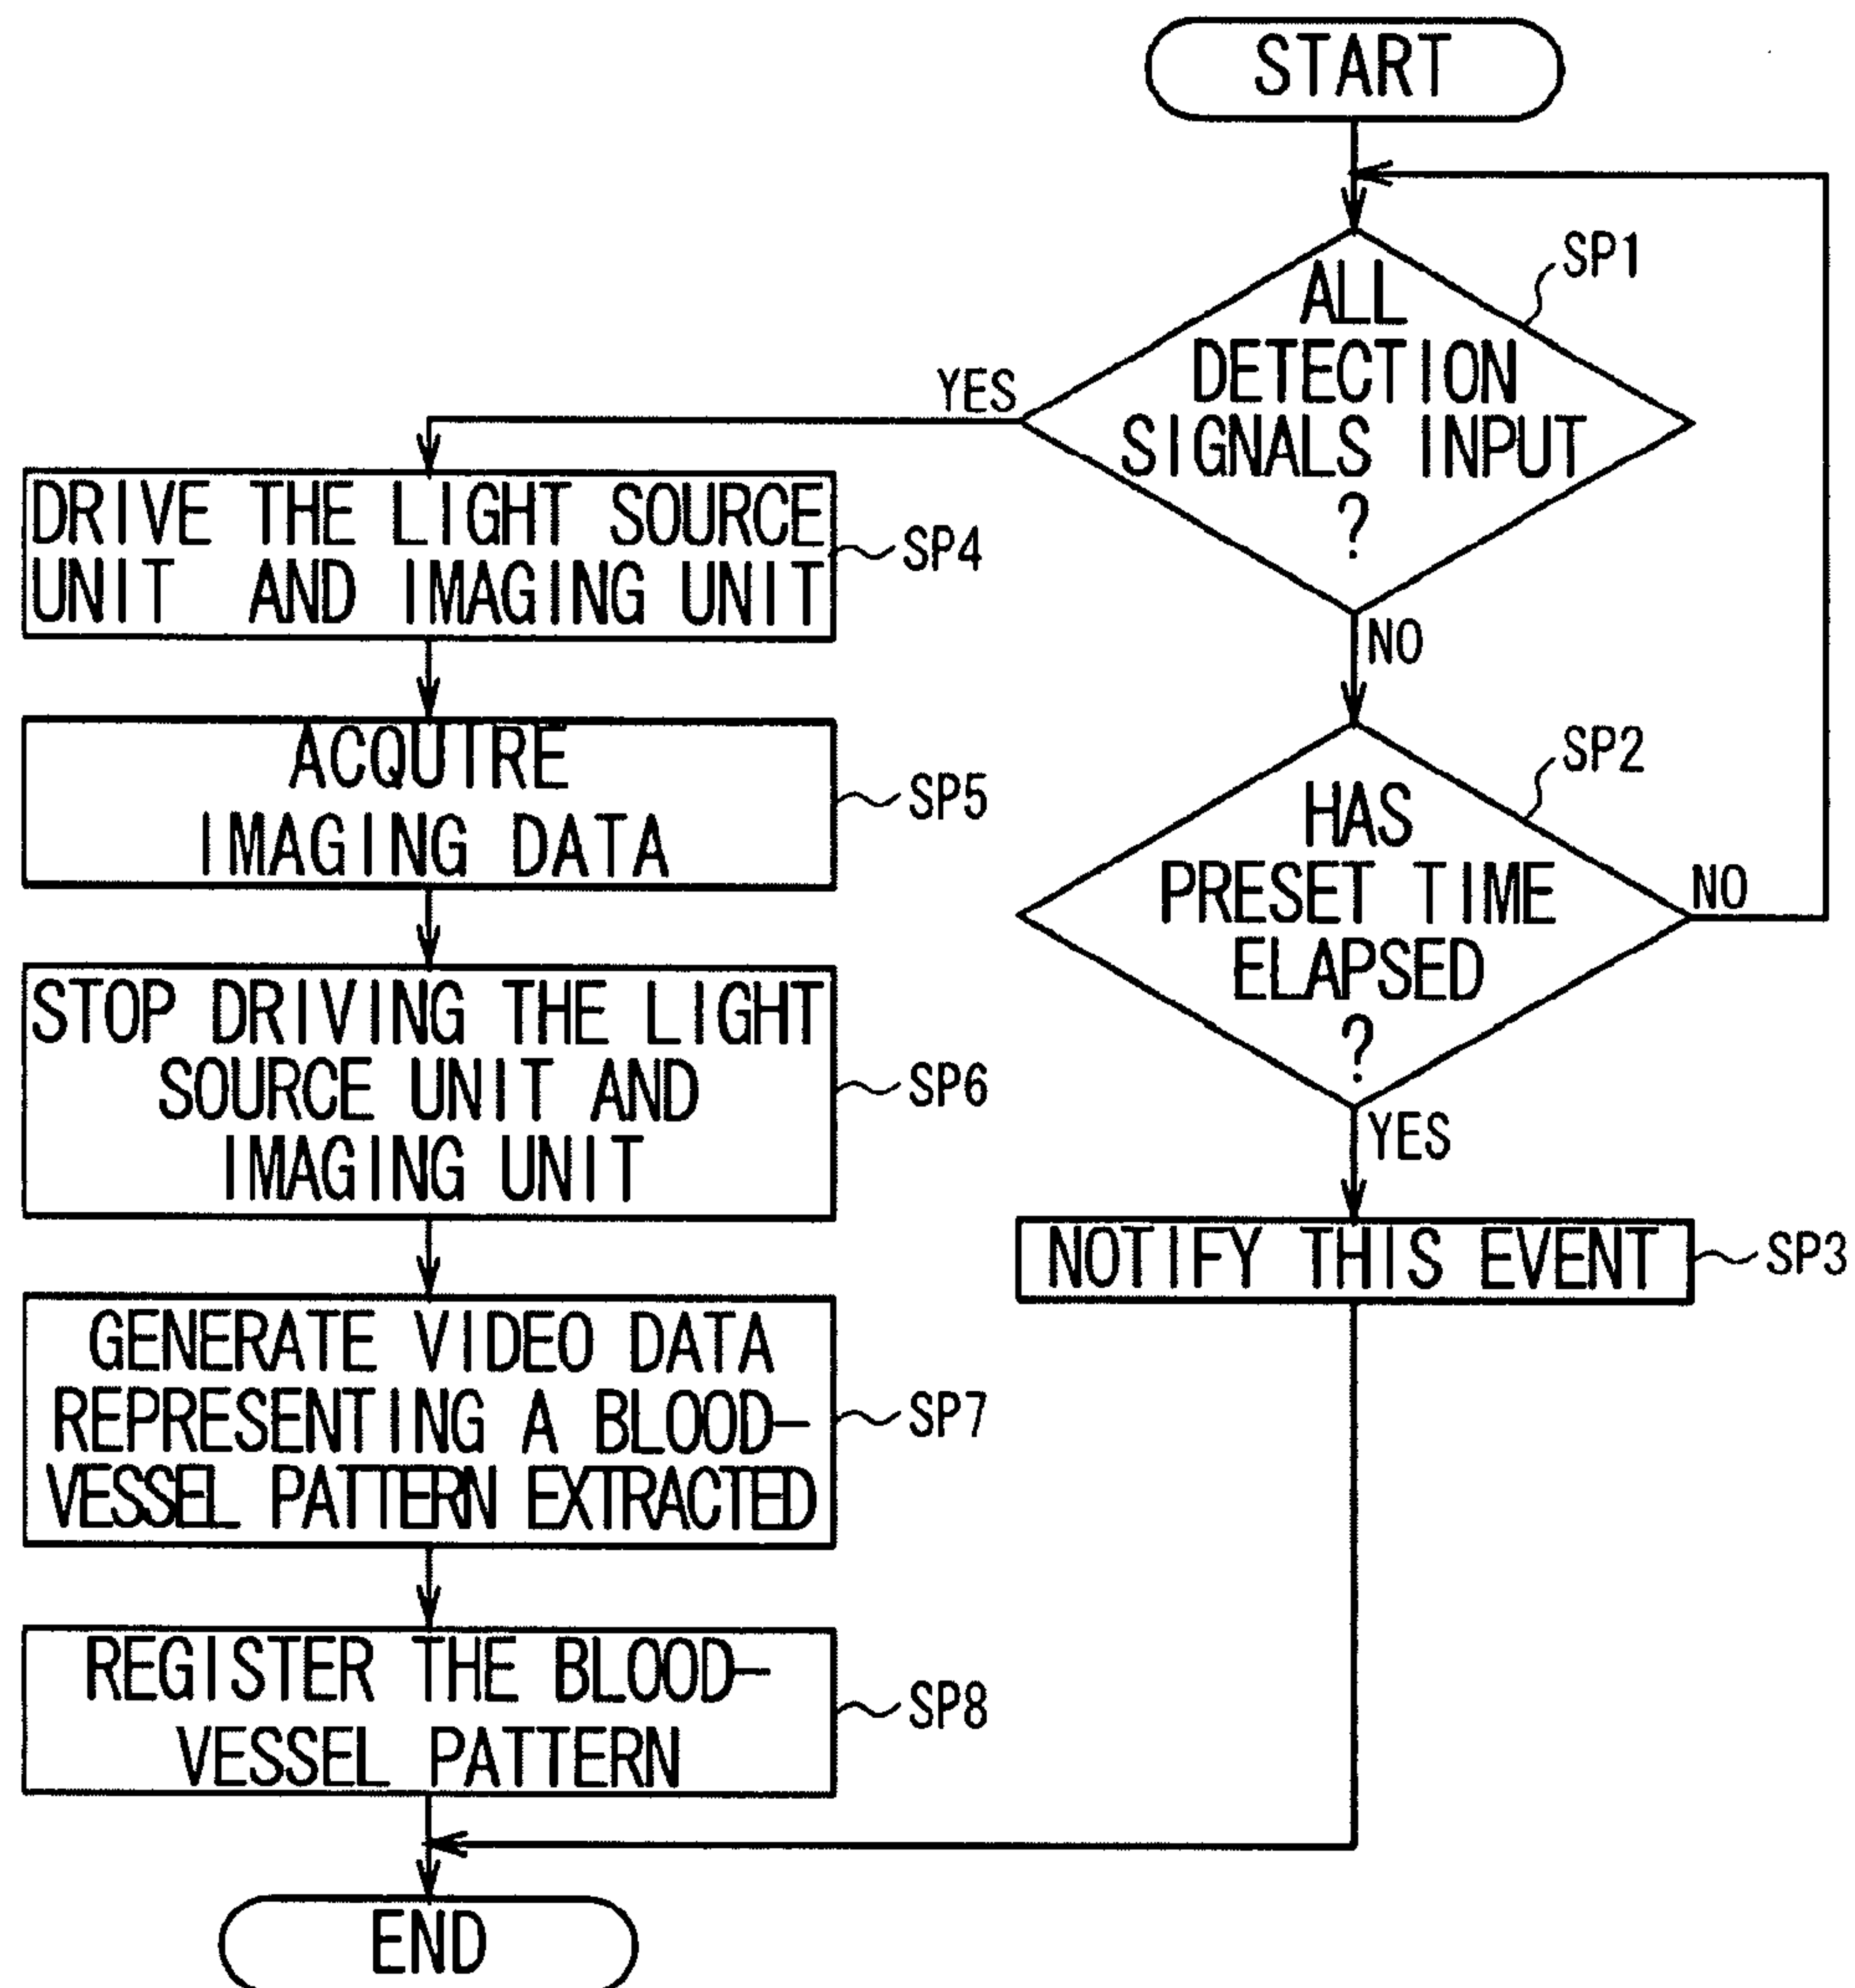 START
ALL
DETECTION
SIGNALS INPUT
?
SP1
YES
NO
HAS
PRESET TIME
ELAPSED
?
SP2
NO
YES
NOTIFY THIS EVENT
SP3
DRIVE THE LIGHT SOURCE
UNIT AND IMAGING UNIT
SP4
ACQUIRE
IMAGING DATA
SP5
STOP DRIVING THE LIGHT
SOURCE UNIT AND
IMAGING UNIT
SP6
GENERATE VIDEO DATA
REPRESENTING A BLOOD-
VESSEL PATTERN EXTRACTED
SP7
REGISTER THE BLOOD-
VESSEL PATTERN
SP8
END